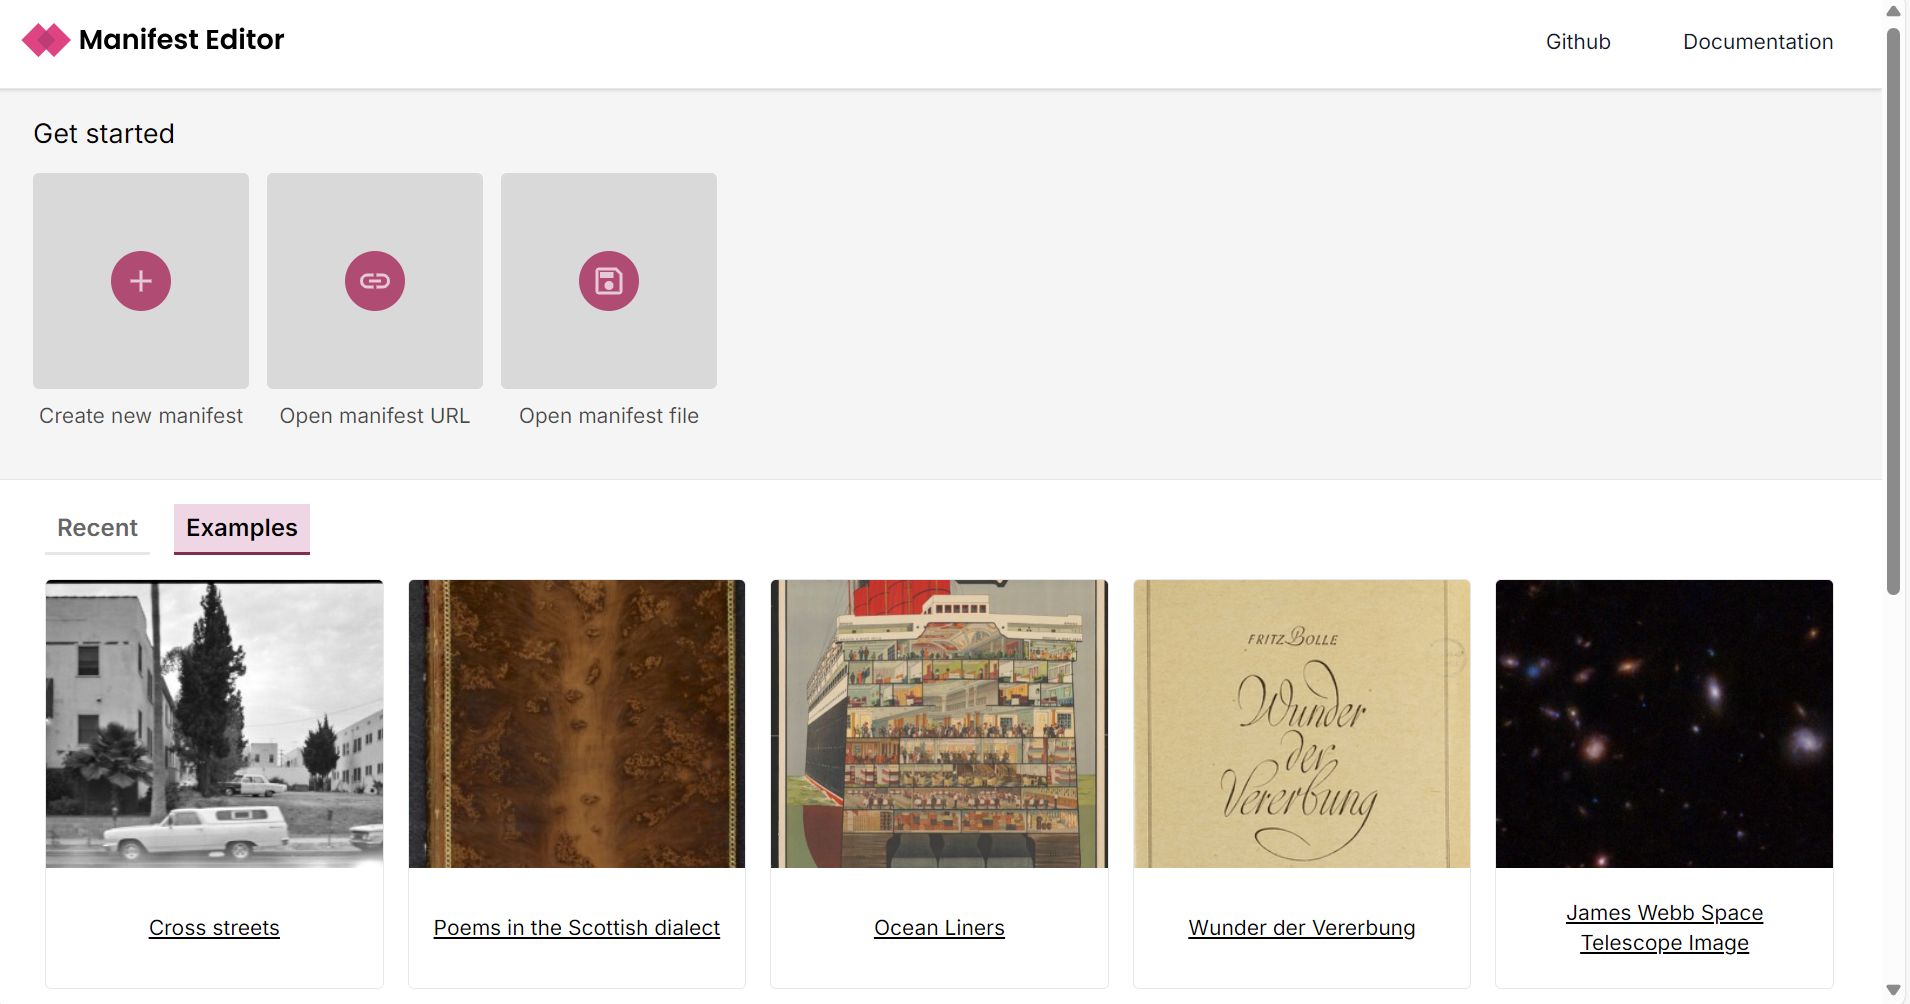 Manifest Editor
Github
Documentation
Get started
Create new manifest
Open manifest URL
Open manifest file
Recent
Examples
FRITZ BOLLE
Wunder
der
Vererbung
Cross streets
Poems in the Scottish dialect
Ocean Liners
Wunder der Vererbung
James Webb Space
Telescope Image